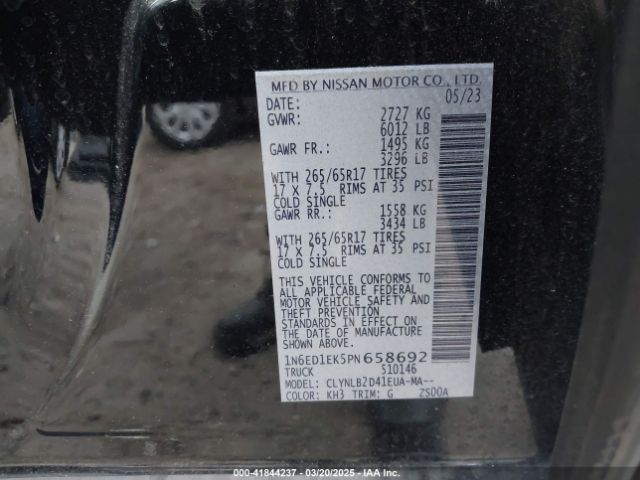 MFD BY NISSAN MOTOR CO., LTD.
DATE: 05/23
GVWR: 2727 KG
6012 LB
GAWR FR.: 1495 KG
3296 LB
WITH 265/65R17 TIRES
17 X 7.5 RIMS AT 35 PSI
COLD SINGLE
GAWR RR.: 1558 KG
3434 LB
WITH 265/65R17 TIRES
17 X 7.5 RIMS AT 35 PSI
COLD SINGLE
THIS VEHICLE CONFORMS TO
ALL APPLICABLE FEDERAL
MOTOR VEHICLE SAFETY AND
THEFT PREVENTION
STANDARDS IN EFFECT ON
THE DATE OF MANUFACTURE
SHOWN ABOVE.
1N6ED1EK5PN658692
TRUCK 510146
MODEL: CLYNLB2D41EUA-MA--
COLOR: KH3 TRIM: G ZS00A
000-41844237 - 03/20/2025 - IAA Inc.